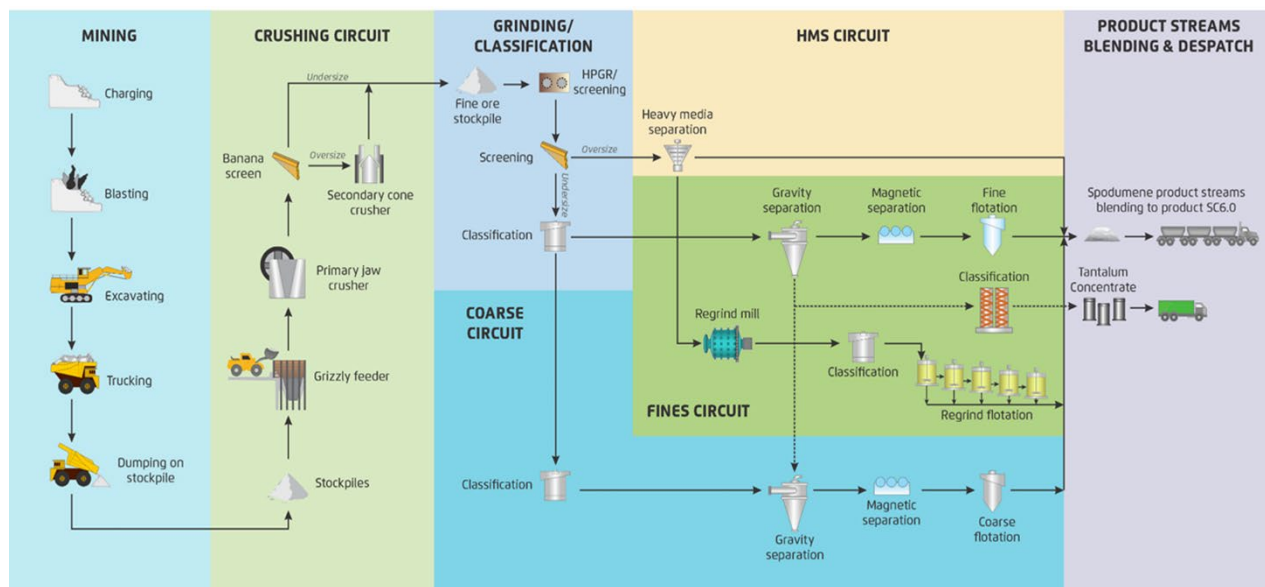 MINING
Charging
Blasting
Excavating
Trucking
Dumping on
stockpile
CRUSHING CIRCUIT
Undersize
Banana
screen
Oversize
Secondary cone
crusher
Primary jaw
crusher
Grizzly feeder
Stockpiles
GRINDING/
CLASSIFICATION
Fine ore
stockpile
HPGR/
screening
Screening
Oversize
Undersize
Classification
COARSE
CIRCUIT
Classification
HMS CIRCUIT
Heavy media
separation
Gravity
separation
Magnetic
separation
Fine
flotation
Classification
Regrind mill
Classification
Regrind flotation
FINES CIRCUIT
Gravity
separation
Magnetic
separation
Coarse
flotation
PRODUCT STREAMS
BLENDING & DESPATCH
Spodumene product streams
blending to product SC6.0
Tantalum
Concentrate